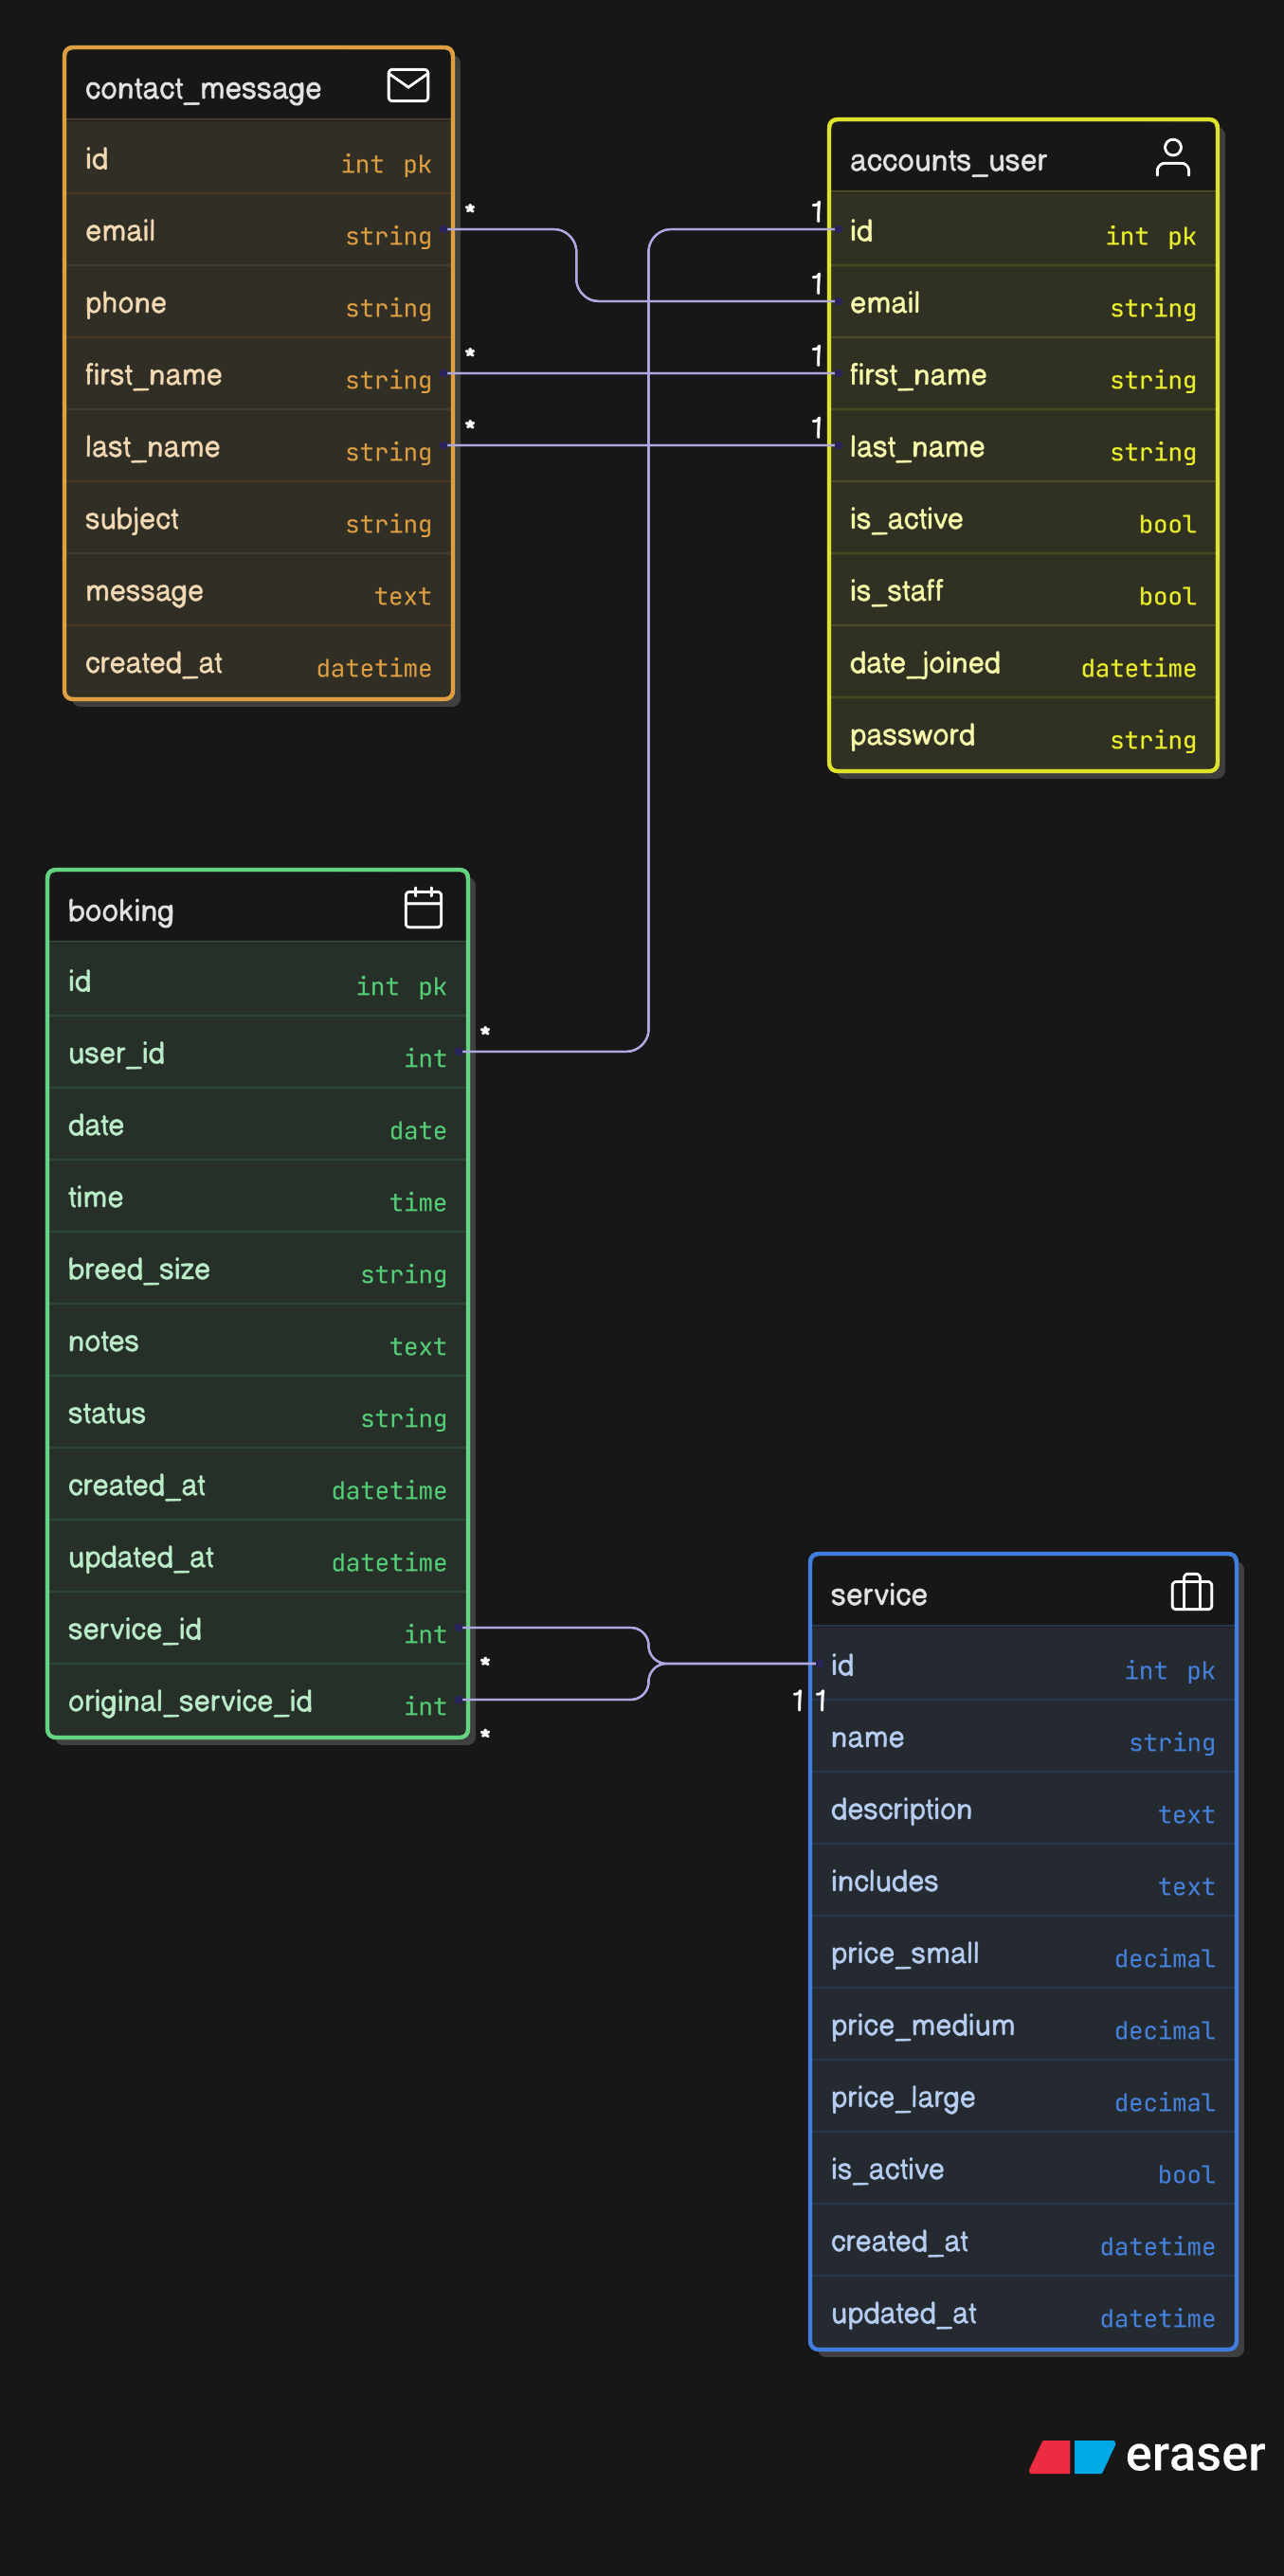 contact_message
id int pk
email string
phone string
first_name string
last_name string
subject string
message text
created_at datetime
* 1
* 1
* 1
1
accounts_user
id int pk
email string
first_name string
last_name string
is_active bool
is_staff bool
date_joined datetime
password string
booking
id int pk
user_id int
date date
time time
breed_size string
notes text
status string
created_at datetime
updated_at datetime
service_id int
original_service_id int
*
*
*
1 1
service
id int pk
name string
description text
includes text
price_small decimal
price_medium decimal
price_large decimal
is_active bool
created_at datetime
updated_at datetime
eraser